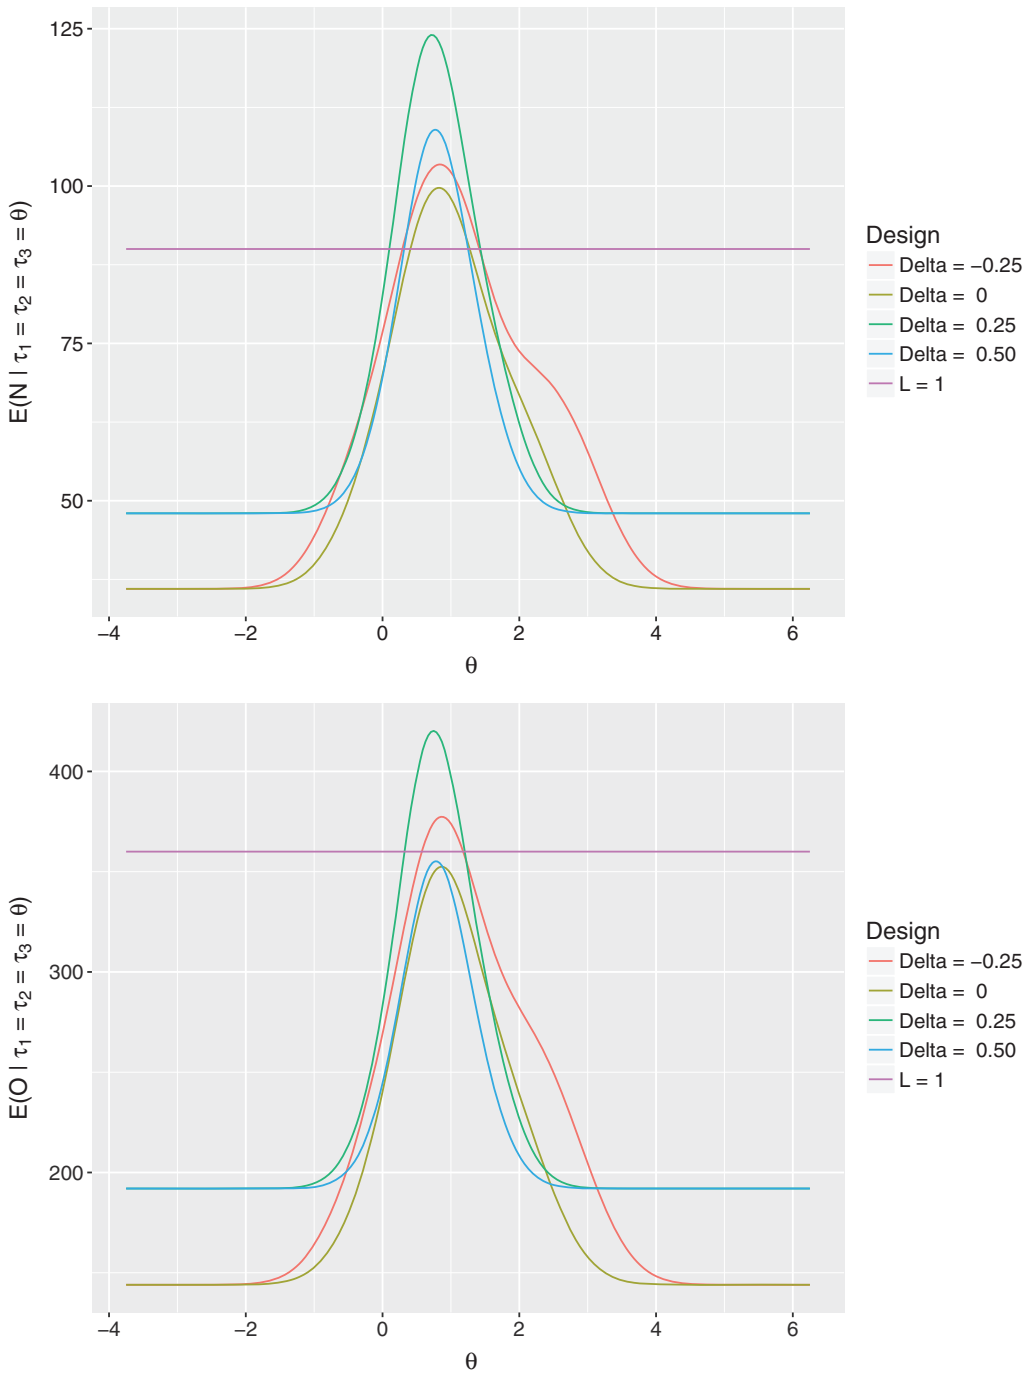 125
100
75
50
E(N | τ1 = τ2 = τ3 = θ)
−4
−2
0
2
4
6
θ
Design
Delta = −0.25
Delta = 0
Delta = 0.25
Delta = 0.50
L = 1
400
300
200
E(O | τ1 = τ2 = τ3 = θ)
−4
−2
0
2
4
6
θ
Design
Delta = −0.25
Delta = 0
Delta = 0.25
Delta = 0.50
L = 1